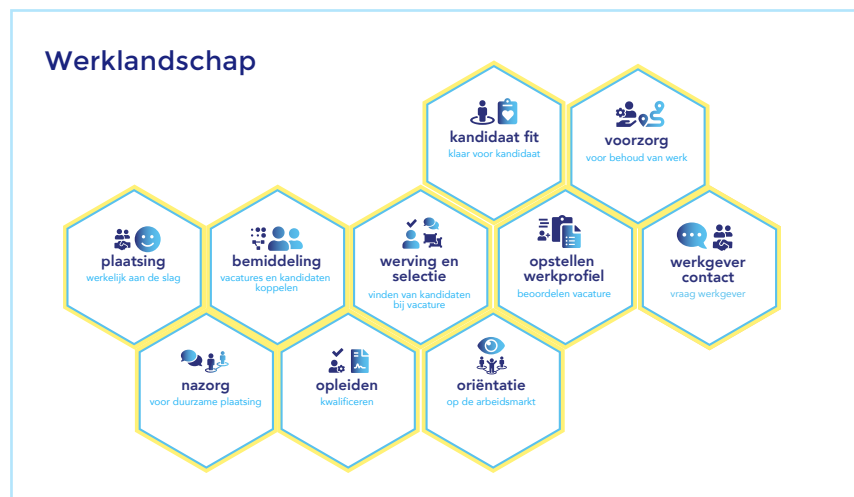 Werklandschap
kandidaat fit
klaar voor kandidaat
voorzorg
voor behoud van werk
plaatsing
werkelijk aan de slag
bemiddeling
vacatures en kandidaten
koppelen
werving en
selectie
vinden van kandidaten
bij vacature
opstellen
werkprofiel
beoordelen vacature
werkgever
contact
vraag werkgever
nazorg
voor duurzame plaatsing
opleiden
kwalificeren
oriëntatie
op de arbeidsmarkt